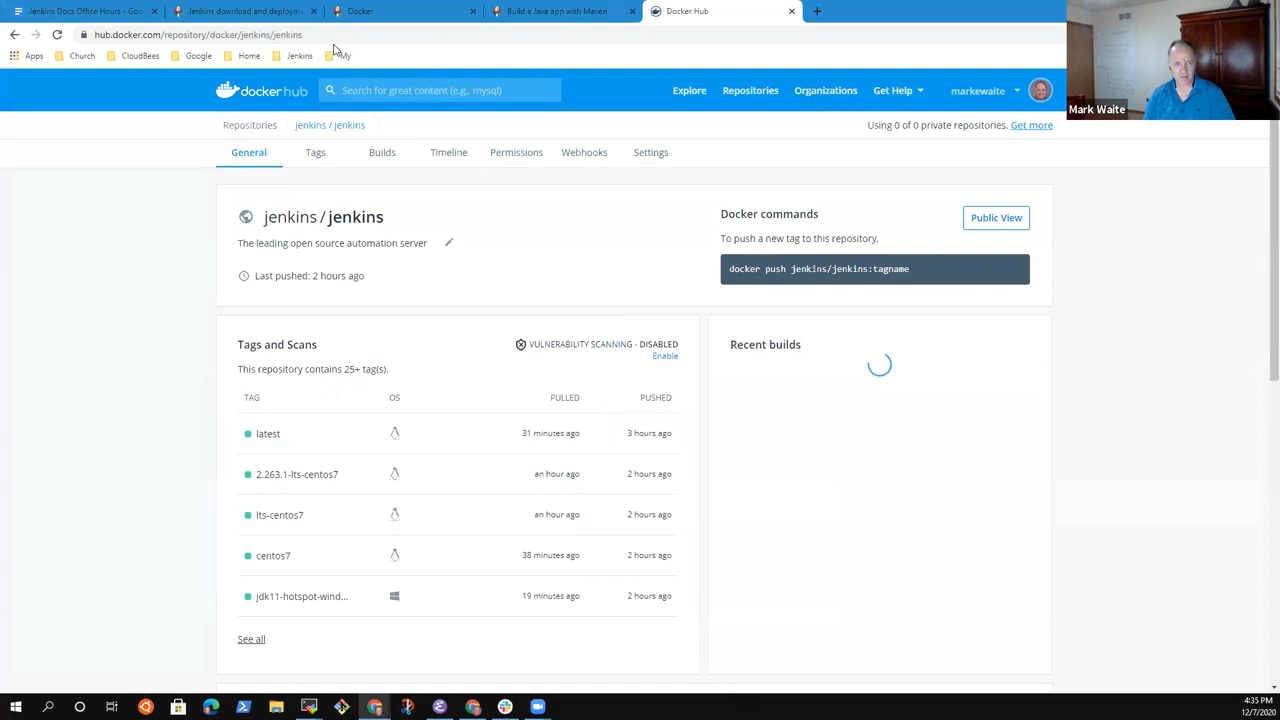 Jenkins Docs Office Hours - Goo
Jenkins download and deploym
Docker
Build a Java app with Maven
Docker Hub
hub.docker.com/repository/docker/jenkins/jenkins
Apps
Church
CloudBees
Google
Home
Jenkins
My
docker hub
Search for great content (e.g., mysql)
Explore
Repositories
Organizations
Get Help
markewaite
Mark Waite
Repositories
jenkins / jenkins
Using 0 of 0 private repositories. Get more
General
Tags
Builds
Timeline
Permissions
Webhooks
Settings
jenkins / jenkins
The leading open source automation server
Last pushed: 2 hours ago
Docker commands
Public View
To push a new tag to this repository,
docker push jenkins/jenkins:tagname
Tags and Scans
VULNERABILITY SCANNING - DISABLED
Enable
This repository contains 25+ tag(s).
TAG OS PULLED PUSHED
latest 31 minutes ago 3 hours ago
2.263.1-lts-centos7 an hour ago 2 hours ago
lts-centos7 an hour ago 2 hours ago
centos7 38 minutes ago 2 hours ago
jdk11-hotspot-wind... 19 minutes ago 2 hours ago
See all
Recent builds
4:35 PM
12/7/2020